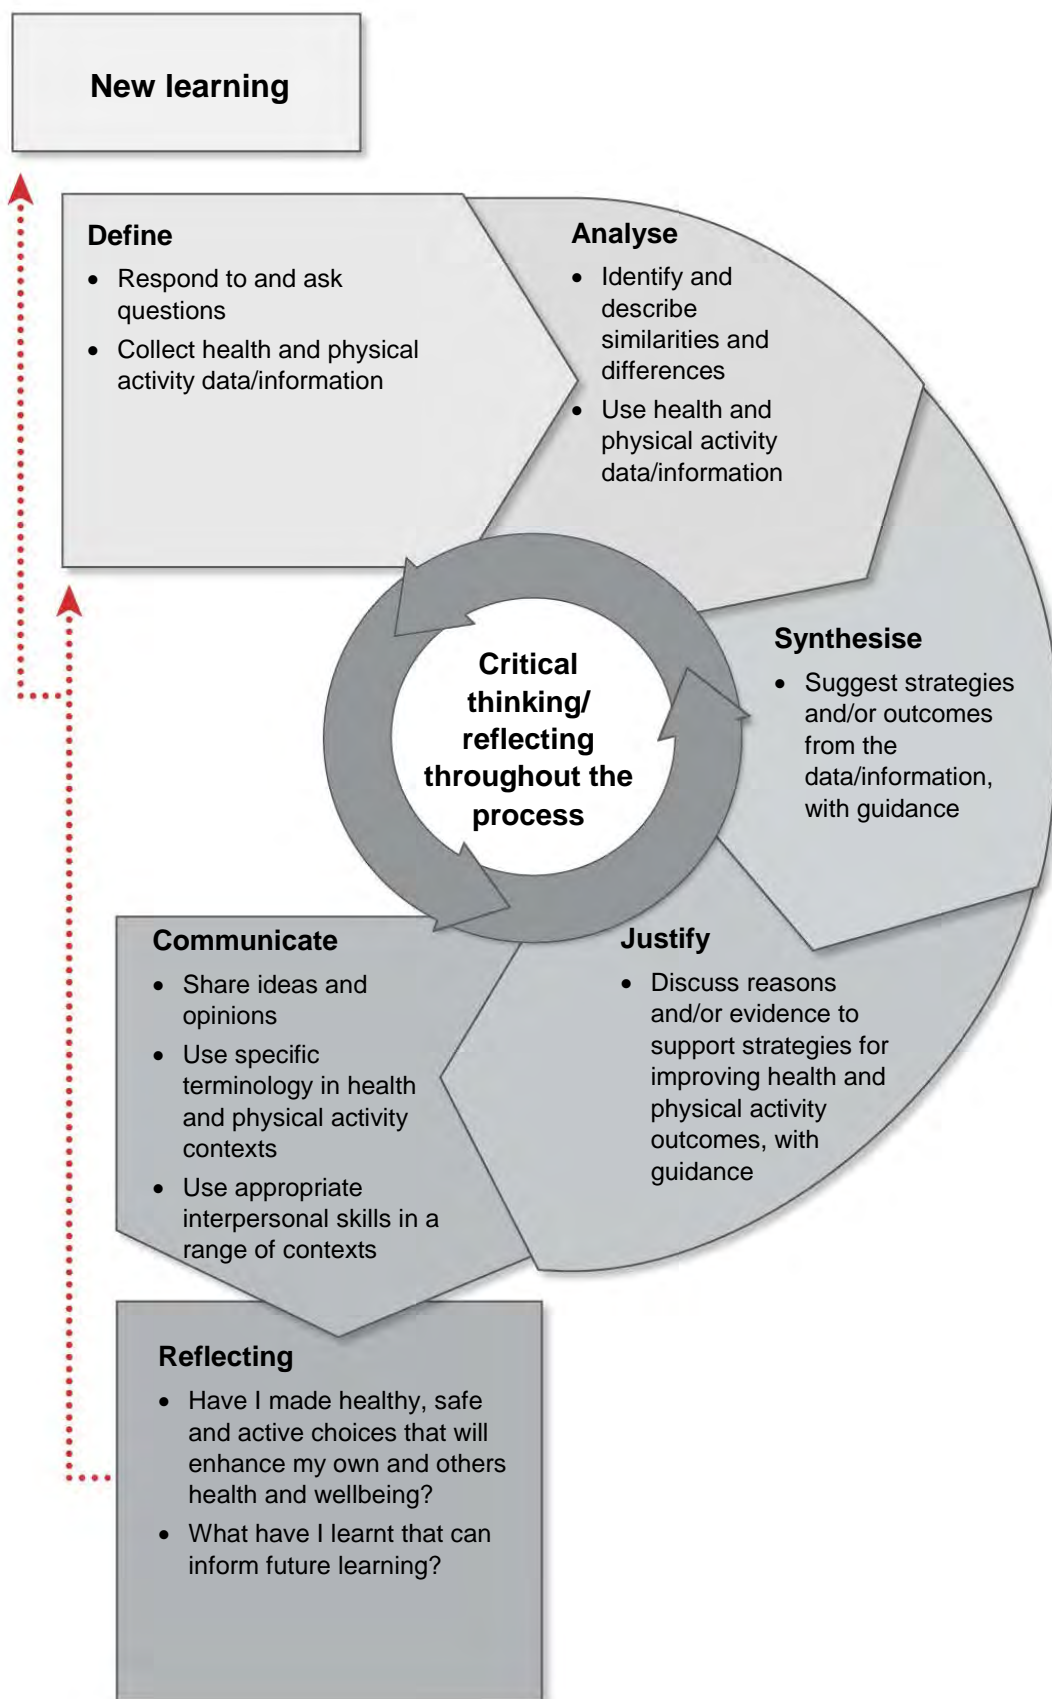 New learning
Define
• Respond to and ask
questions
• Collect health and physical
activity data/information
Analyse
• Identify and
describe
similarities and
differences
• Use health and
physical activity
data/information
Synthesise
• Suggest strategies
and/or outcomes
from the
data/information,
with guidance
Critical
thinking/
reflecting
throughout the
process
Justify
• Discuss reasons
and/or evidence to
support strategies for
improving health and
physical activity
outcomes, with
guidance
Communicate
• Share ideas and
opinions
• Use specific
terminology in health
and physical activity
contexts
• Use appropriate
interpersonal skills in a
range of contexts
Reflecting
• Have I made healthy, safe
and active choices that will
enhance my own and others
health and wellbeing?
• What have I learnt that can
inform future learning?